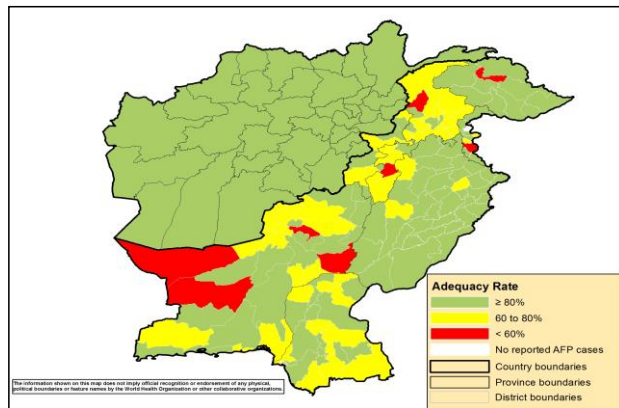 Adequacy Rate
≥ 80%
60 to 80%
< 60%
No reported AFP cases
Country boundaries
Province boundaries
District boundaries
The information shown on this map does not imply official recognition or endorsement of any physical,
political boundaries or feature names by the World Health Organization or other collaborative organizations.